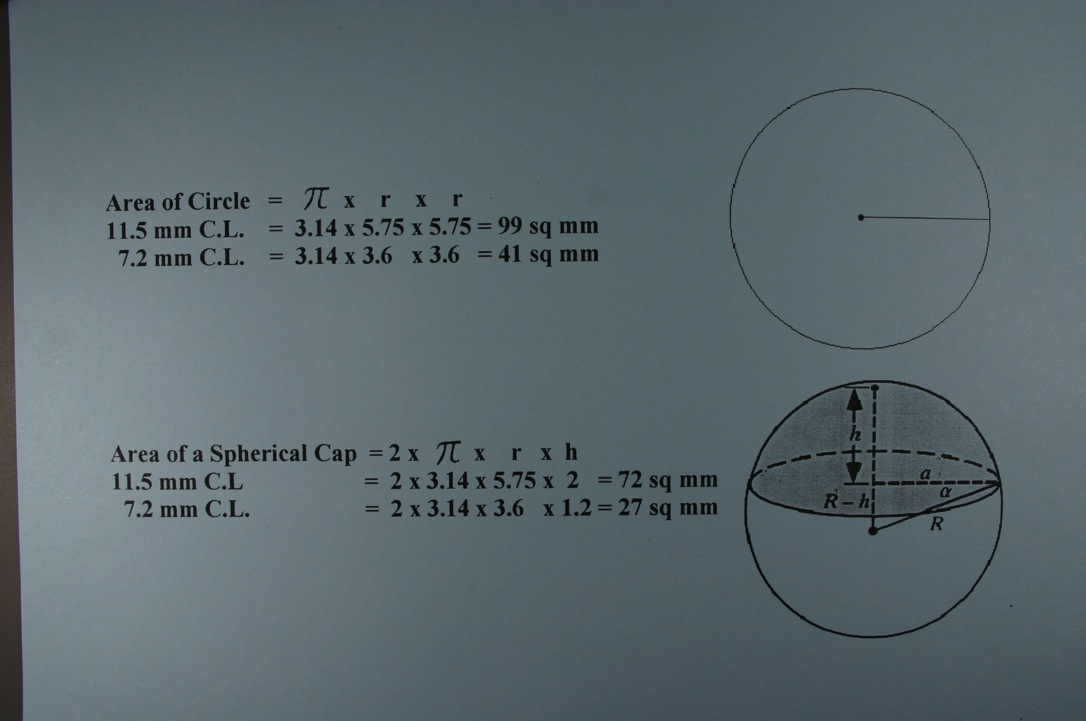 Area of Circle = π x r x r
11.5 mm C.L. = 3.14 x 5.75 x 5.75 = 99 sq mm
7.2 mm C.L. = 3.14 x 3.6 x 3.6 = 41 sq mm
Area of a Spherical Cap = 2 x π x r x h
11.5 mm C.L = 2 x 3.14 x 5.75 x 2 = 72 sq mm
7.2 mm C.L. = 2 x 3.14 x 3.6 x 1.2 = 27 sq mm
h
a
α
R – h
R